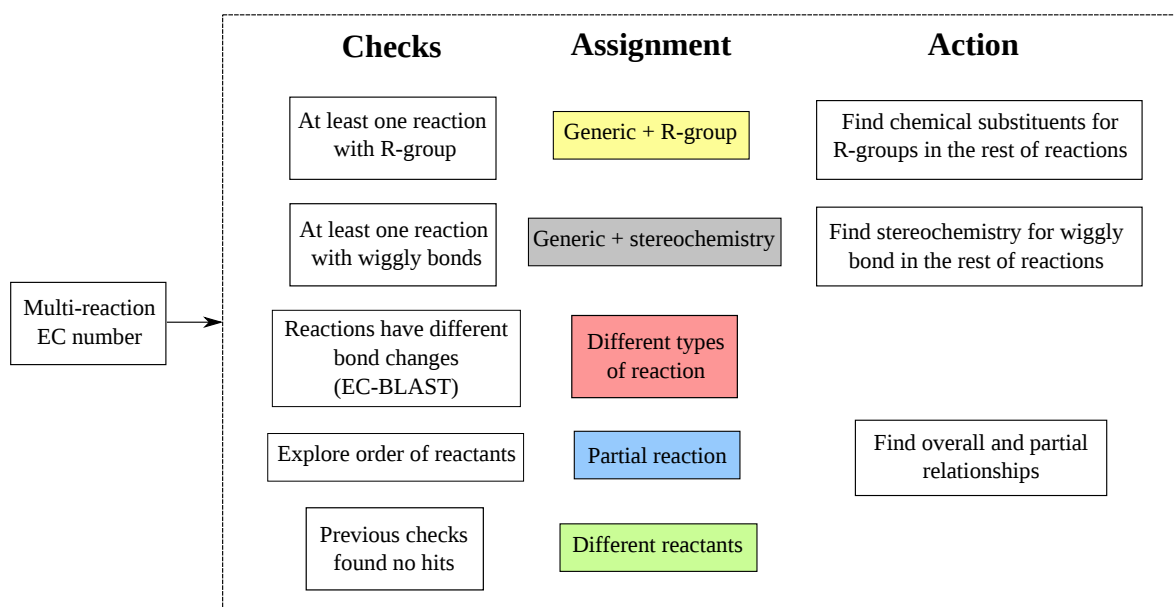 Checks
Assignment
Action
At least one reaction
with R-group
Generic + R-group
Find chemical substituents for
R-groups in the rest of reactions
At least one reaction
with wiggly bonds
Generic + stereochemistry
Find stereochemistry for wiggly
bond in the rest of reactions
Multi-reaction
EC number
Reactions have different
bond changes
(EC-BLAST)
Different types
of reaction
Explore order of reactants
Partial reaction
Find overall and partial
relationships
Previous checks
found no hits
Different reactants